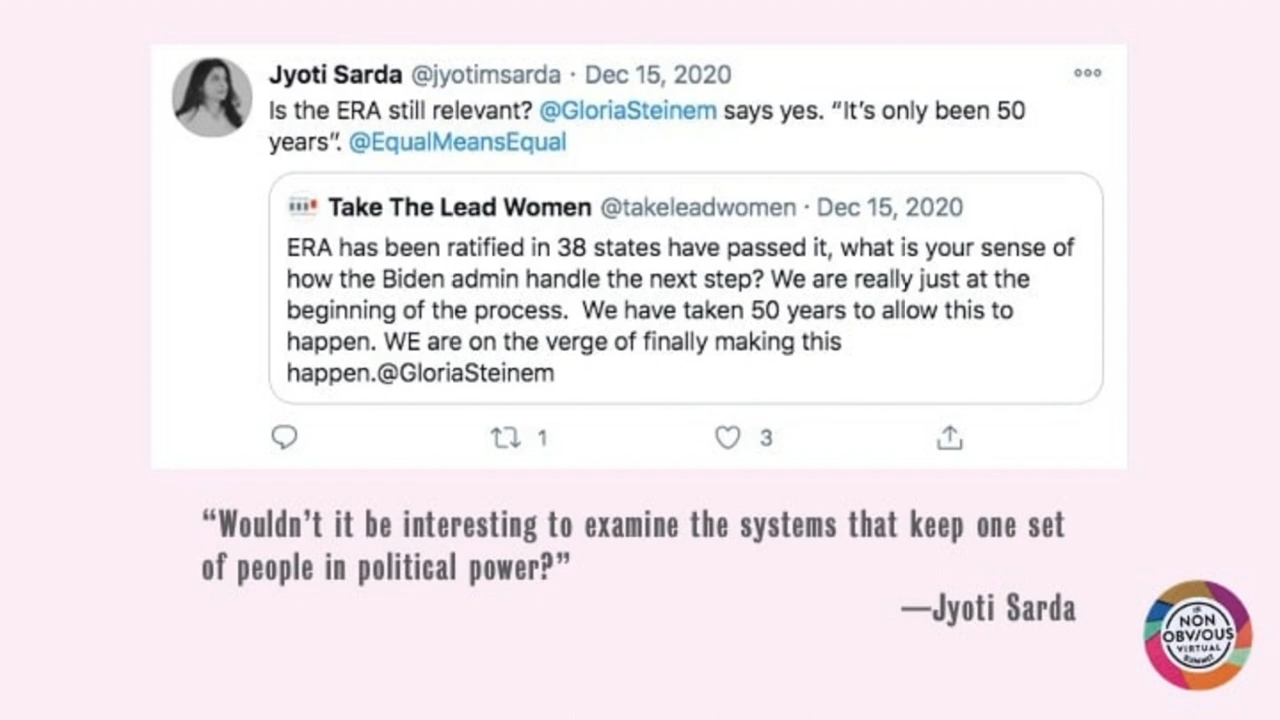 Jyoti Sarda @jyotimsarda · Dec 15, 2020
Is the ERA still relevant? @GloriaSteinem says yes. “It’s only been 50
years”. @EqualMeansEqual
Take The Lead Women @takeleadwomen · Dec 15, 2020
ERA has been ratified in 38 states have passed it, what is your sense of
how the Biden admin handle the next step? We are really just at the
beginning of the process.  We have taken 50 years to allow this to
happen. WE are on the verge of finally making this
happen.@GloriaSteinem
1
3
“Wouldn’t it be interesting to examine the systems that keep one set
of people in political power?”
—Jyoti Sarda
NON
OBV/OUS
VIRTUAL
SUMMIT